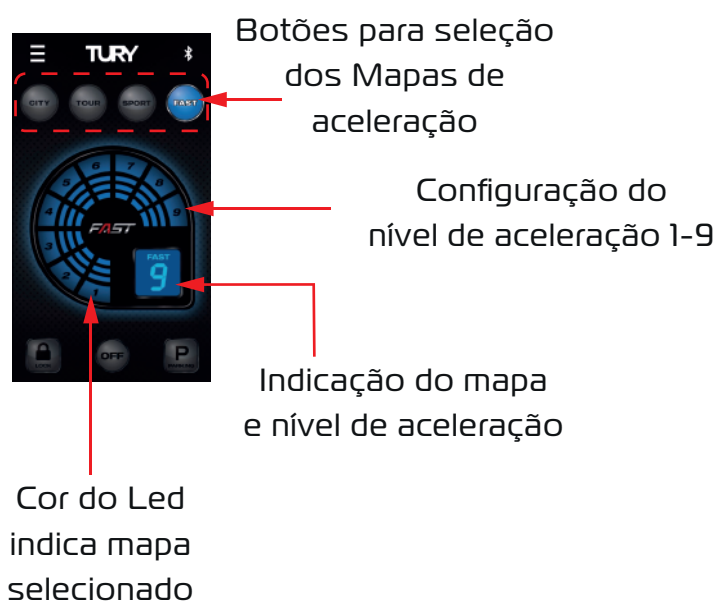 Botões para seleção
dos Mapas de
aceleração
TURY
CITY TOUR SPORT FAST
Configuração do
nível de aceleração 1-9
1 2 3 4 5 6 7 8 9
FAST
FAST
9
Indicação do mapa
e nível de aceleração
LOCK
OFF
P
PARKING
Cor do Led
indica mapa
selecionado